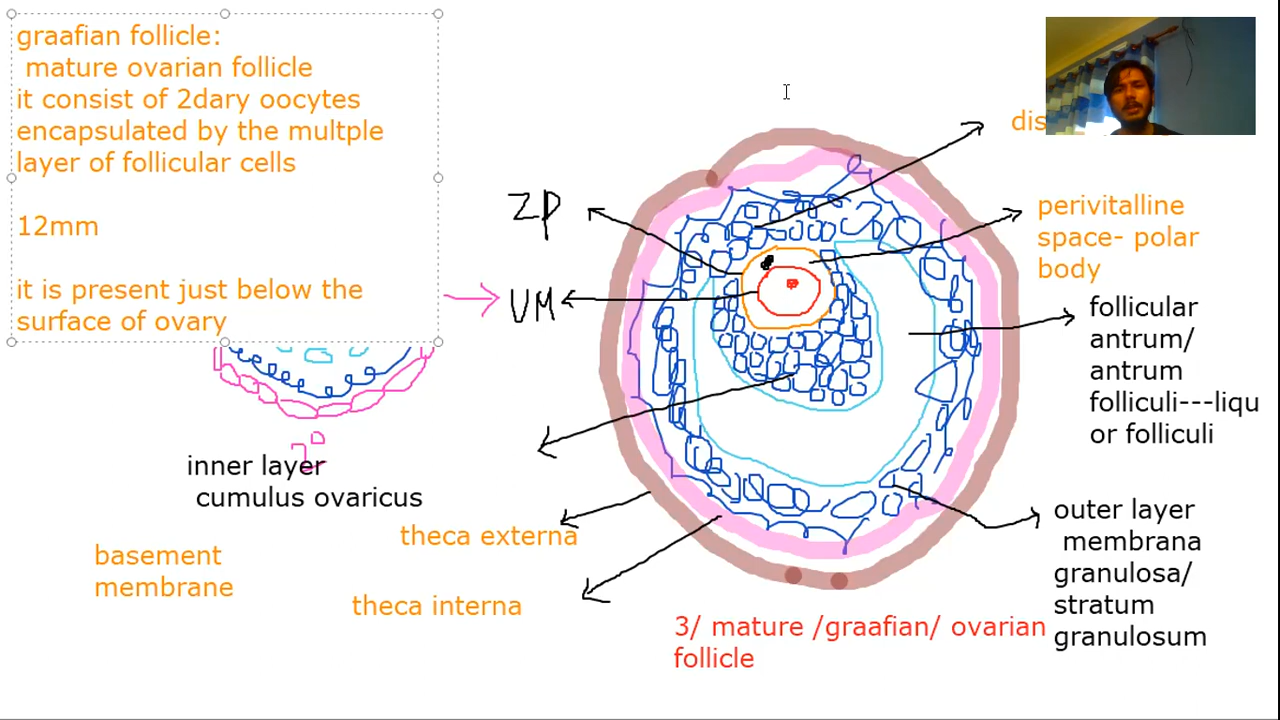 graafian follicle:
mature ovarian follicle
it consist of 2dary oocytes
encapsulated by the multple
layer of follicular cells
12mm
it is present just below the
surface of ovary
ZP
UM
perivitalline
space- polar
body
follicular
antrum/
antrum
folliculi---liqu
or folliculi
2°
inner layer
cumulus ovaricus
theca externa
basement
membrane
theca interna
outer layer
membrana
granulosa/
stratum
granulosum
3/ mature /graafian/ ovarian
follicle